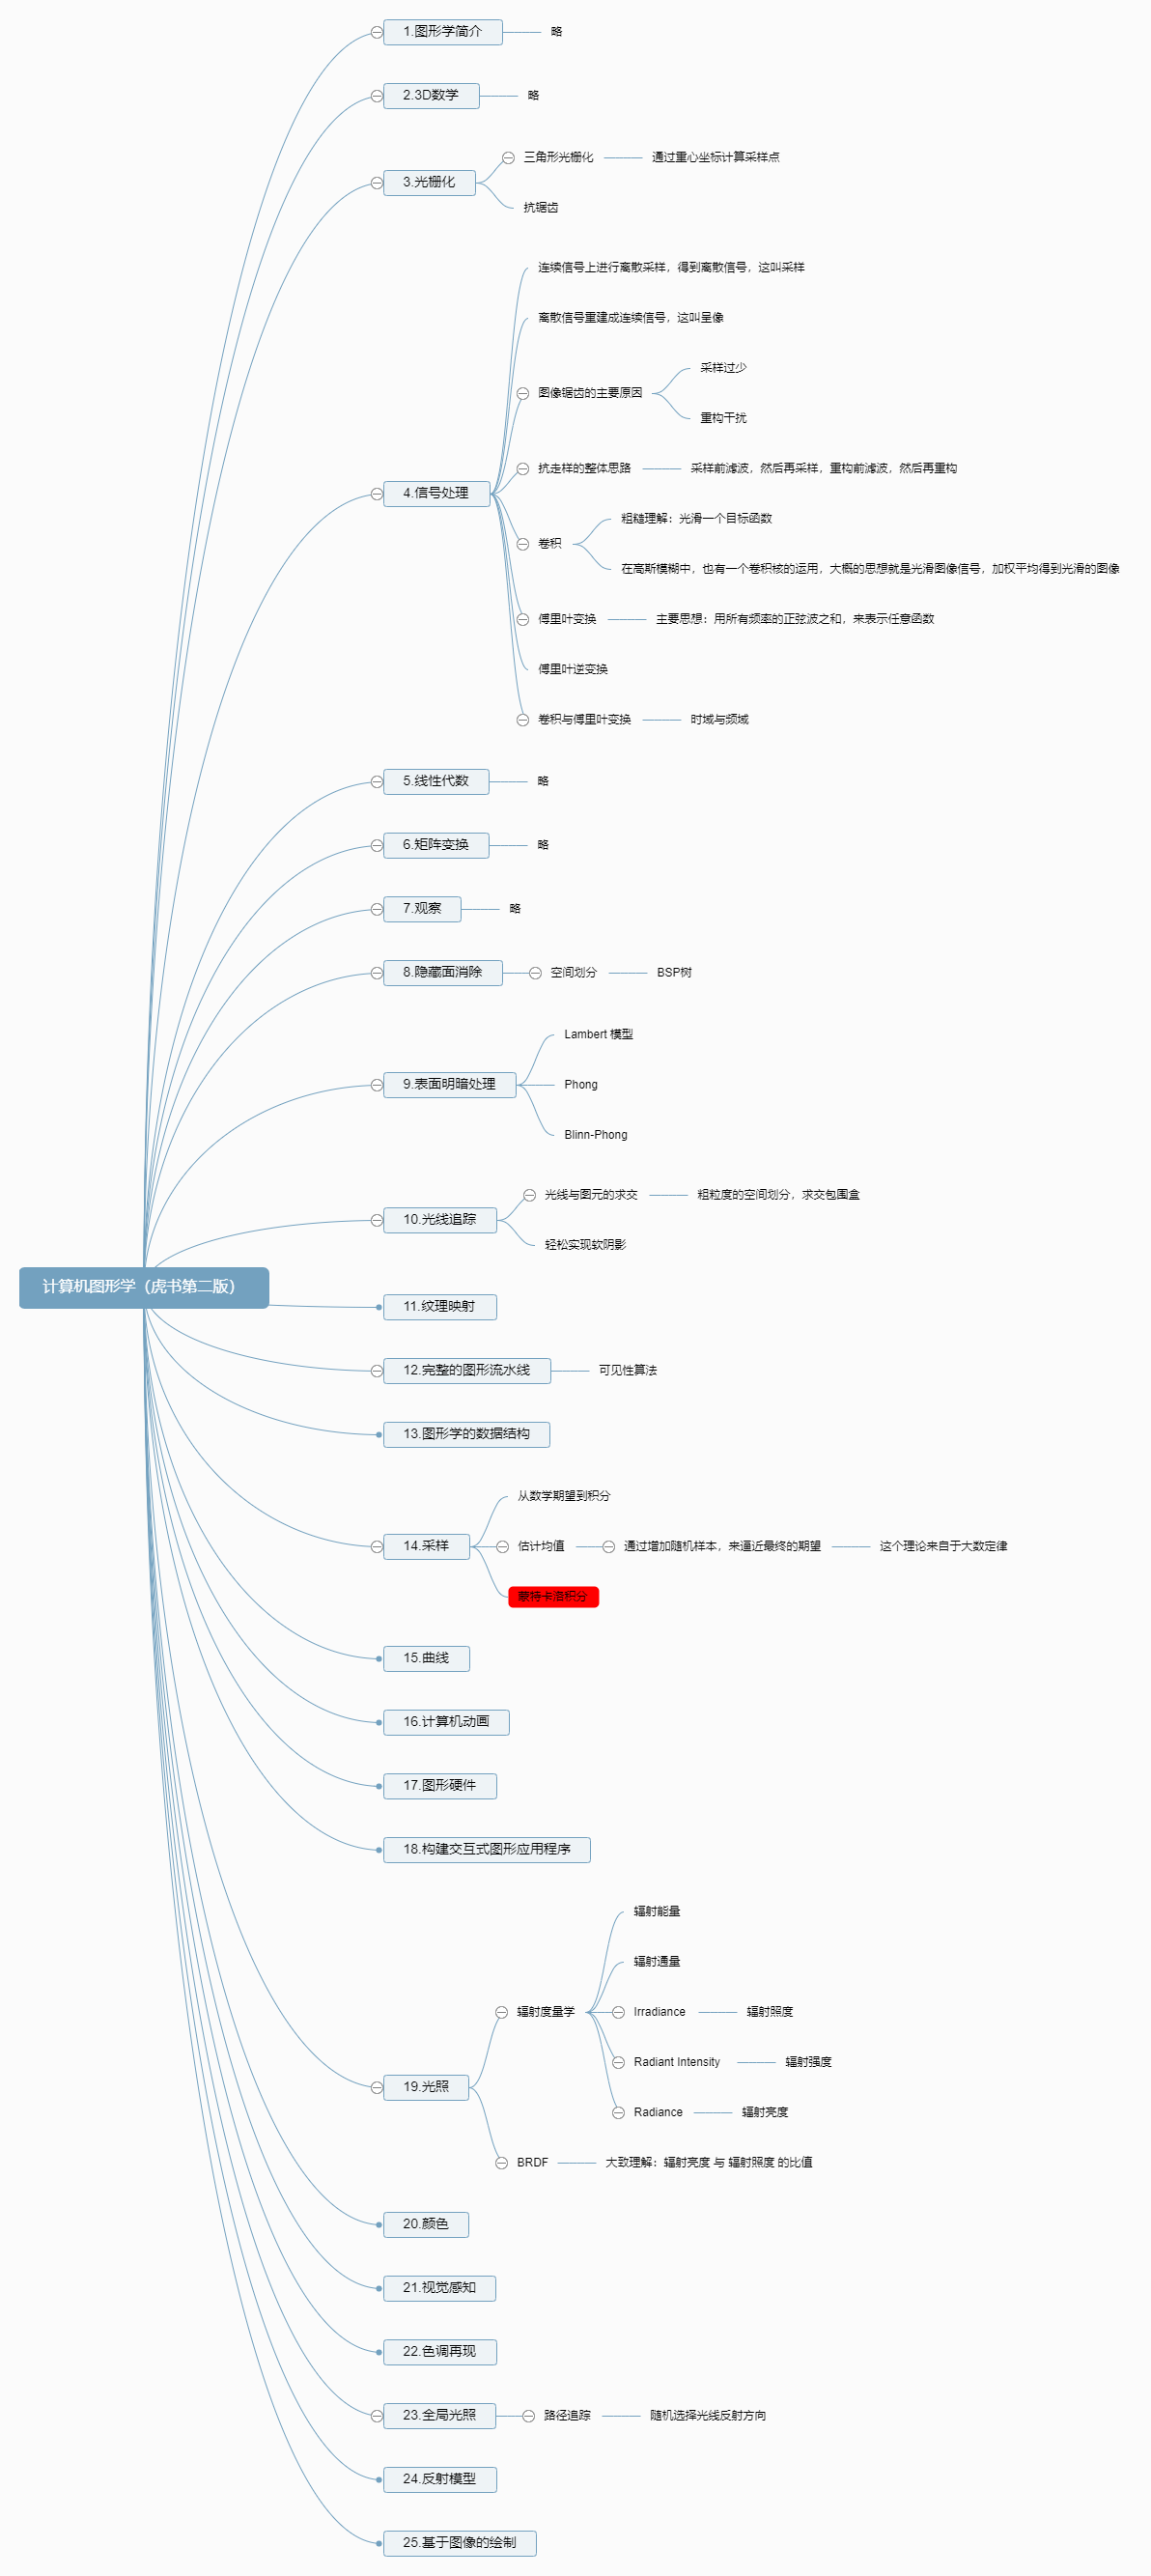 计算机图形学（虎书第二版）
1.图形学简介
略
2.3D数学
略
3.光栅化
三角形光栅化
通过重心坐标计算采样点
抗锯齿
4.信号处理
连续信号上进行离散采样，得到离散信号，这叫采样
离散信号重建成连续信号，这叫呈像
图像锯齿的主要原因
采样过少
重构干扰
抗走样的整体思路
采样前滤波，然后再采样，重构前滤波，然后再重构
卷积
粗糙理解：光滑一个目标函数
在高斯模糊中，也有一个卷积核的运用，大概的思想就是光滑图像信号，加权平均得到光滑的图像
傅里叶变换
主要思想：用所有频率的正弦波之和，来表示任意函数
傅里叶逆变换
卷积与傅里叶变换
时域与频域
5.线性代数
略
6.矩阵变换
略
7.观察
略
8.隐藏面消除
空间划分
BSP树
9.表面明暗处理
Lambert 模型
Phong
Blinn-Phong
10.光线追踪
光线与图元的求交
粗粒度的空间划分，求交包围盒
轻松实现软阴影
11.纹理映射
12.完整的图形流水线
可见性算法
13.图形学的数据结构
14.采样
从数学期望到积分
估计均值
通过增加随机样本，来逼近最终的期望
这个理论来自于大数定律
蒙特卡洛积分
15.曲线
16.计算机动画
17.图形硬件
18.构建交互式图形应用程序
19.光照
辐射度量学
辐射能量
辐射通量
Irradiance
辐射照度
Radiant Intensity
辐射强度
Radiance
辐射亮度
BRDF
大致理解：辐射亮度 与 辐射照度 的比值
20.颜色
21.视觉感知
22.色调再现
23.全局光照
路径追踪
随机选择光线反射方向
24.反射模型
25.基于图像的绘制